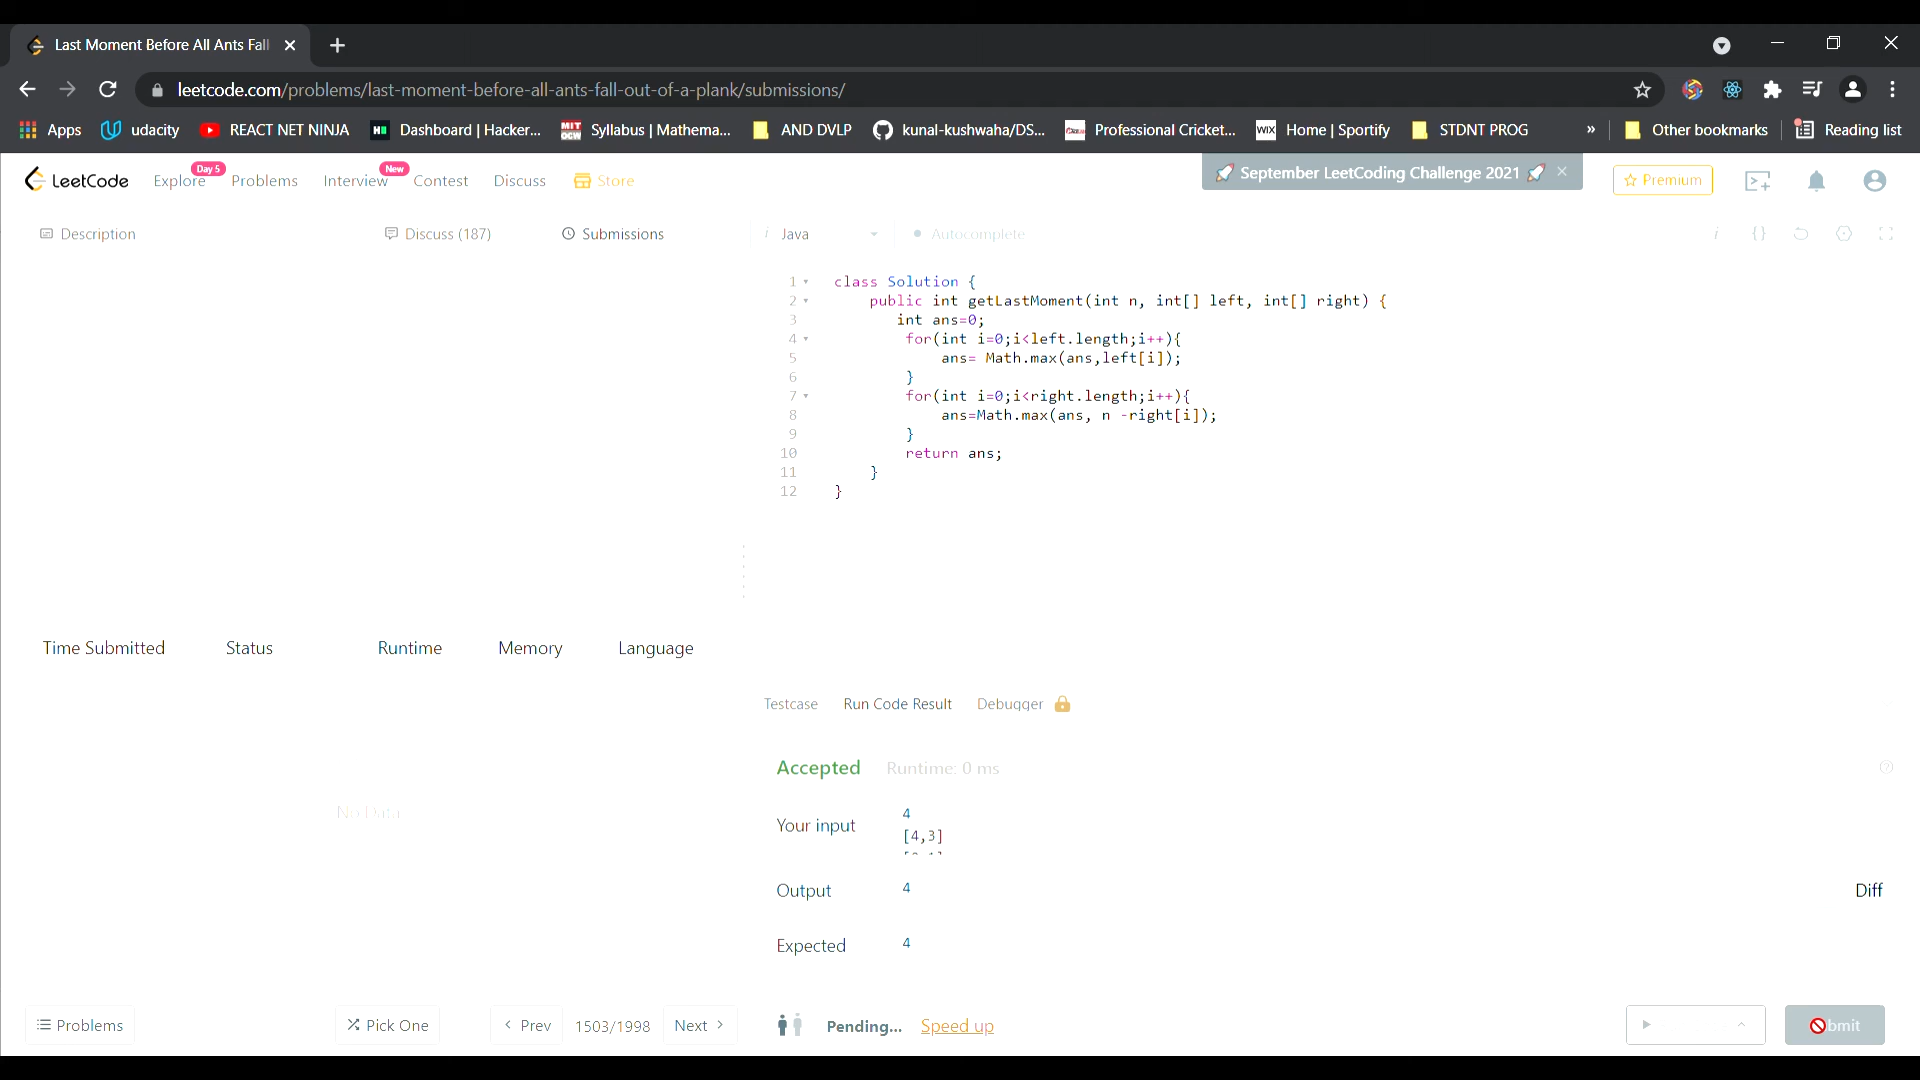 Last Moment Before All Ants Fall
leetcode.com/problems/last-moment-before-all-ants-fall-out-of-a-plank/submissions/
Apps udacity REACT NET NINJA Dashboard | Hacker... Syllabus | Mathema... AND DVLP kunal-kushwaha/DS... Professional Cricket... Home | Sportify STDNT PROG » Other bookmarks Reading list
LeetCode Explore Day 5 Problems Interview New Contest Discuss Store September LeetCoding Challenge 2021 Premium
Description Discuss (187) Submissions i Java Autocomplete
1 class Solution {
2 public int getLastMoment(int n, int[] left, int[] right) {
3 int ans=0;
4 for(int i=0;i<left.length;i++){
5 ans= Math.max(ans,left[i]);
6 }
7 for(int i=0;i<right.length;i++){
8 ans=Math.max(ans, n -right[i]);
9 }
10 return ans;
11 }
12 }
Time Submitted Status Runtime Memory Language
No Data
Testcase Run Code Result Debugger
Accepted Runtime: 0 ms
Your input 4
[4,3]
Output 4 Diff
Expected 4
Problems Pick One < Prev 1503/1998 Next > Pending... Speed up